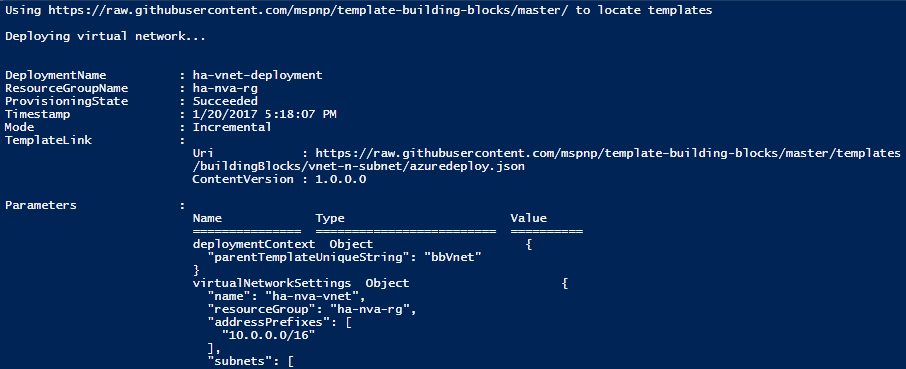 Using https://raw.githubusercontent.com/mspnp/template-building-blocks/master/ to locate templates
Deploying virtual network...
DeploymentName          : ha-vnet-deployment
ResourceGroupName       : ha-nva-rg
ProvisioningState       : Succeeded
Timestamp               : 1/20/2017 5:18:07 PM
Mode                    : Incremental
TemplateLink            :
                          Uri            : https://raw.githubusercontent.com/mspnp/template-building-blocks/master/templates
                          /buildingBlocks/vnet-n-subnet/azuredeploy.json
                          ContentVersion : 1.0.0.0
Parameters              :
                          Name             Type                       Value
                          ===============  =========================  ==========
                          deploymentContext  Object                     {
                            "parentTemplateUniqueString": "bbVnet"
                          }
                          virtualNetworkSettings  Object                     {
                            "name": "ha-nva-vnet",
                            "resourceGroup": "ha-nva-rg",
                            "addressPrefixes": [
                              "10.0.0.0/16"
                            ],
                            "subnets": [